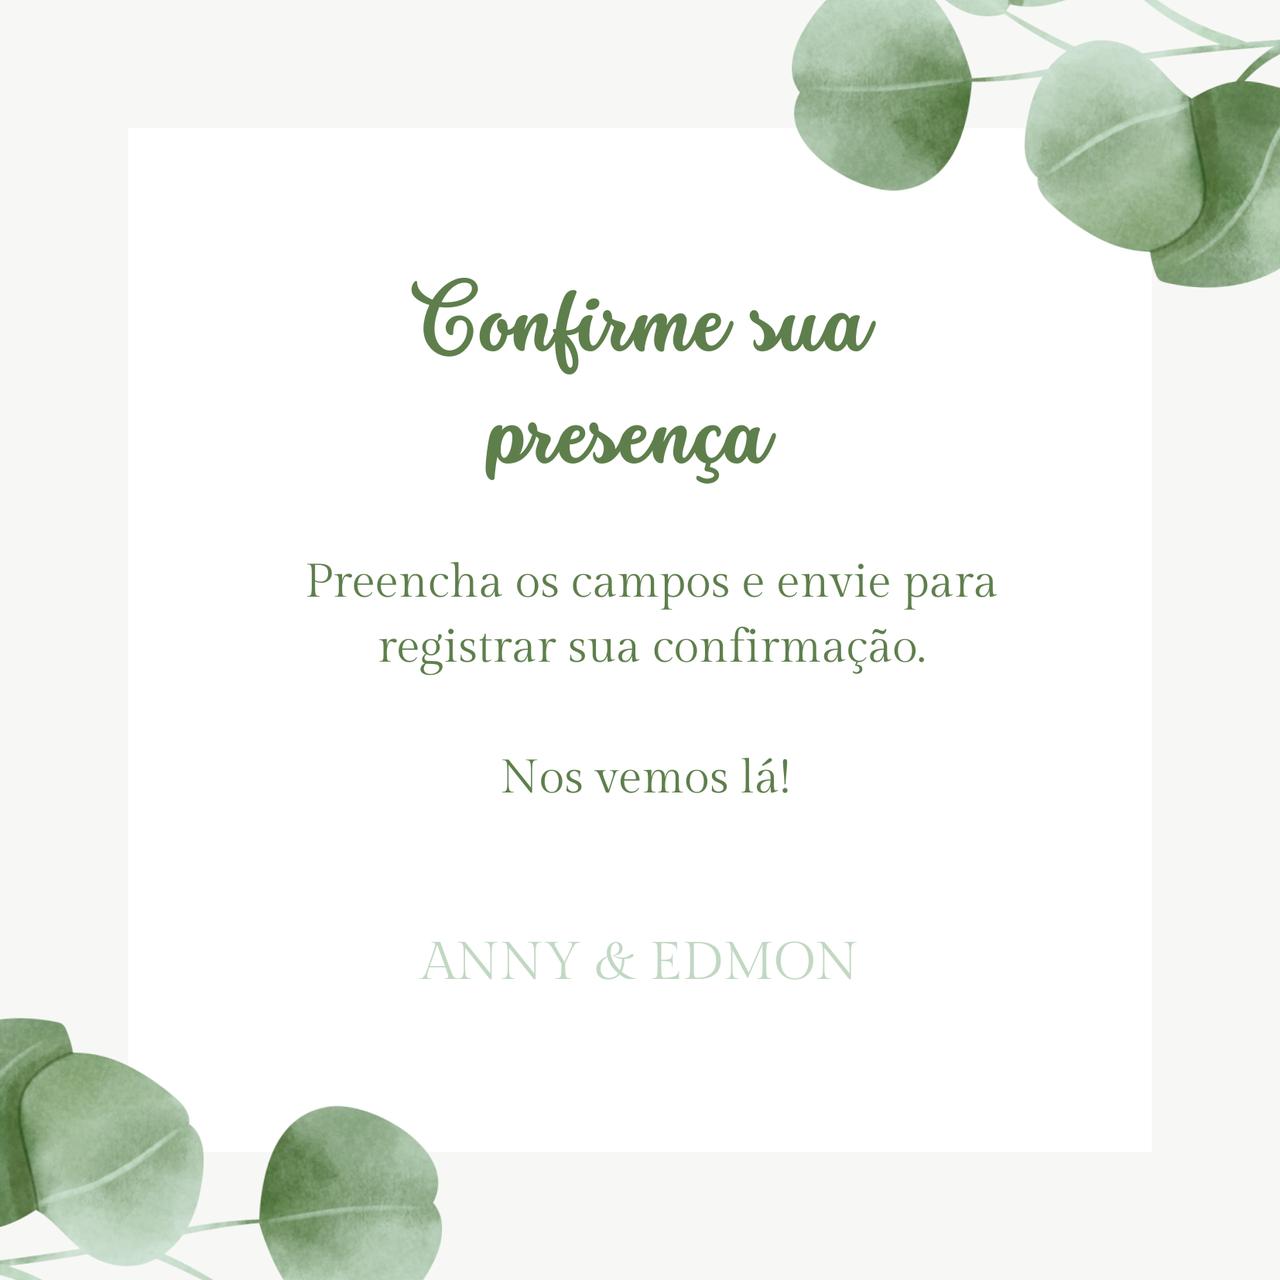 Confirme sua
presença
Preencha os campos e envie para
registrar sua confirmação.
Nos vemos lá!
ANNY & EDMON